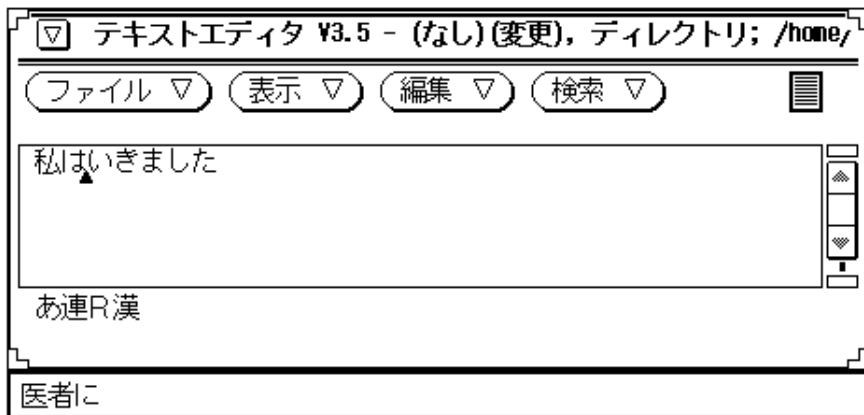 テキストエディタ V3.5 - (なし)(変更), ディレクトリ; /home/
ファイル 表示 編集 検索
私はいきました
あ連R漢
医者に